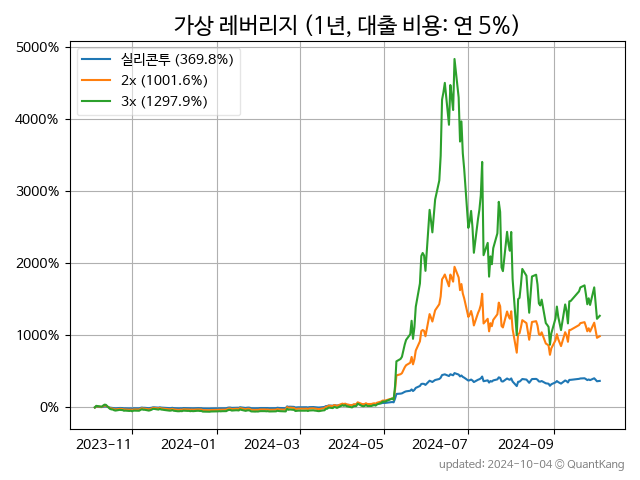 가상 레버리지 (1년, 대출 비용: 연 5%)
5000%
4000%
3000%
2000%
1000%
0%
실리콘투 (369.8%)
2x (1001.6%)
3x (1297.9%)
2023-11
2024-01
2024-03
2024-05
2024-07
2024-09
updated: 2024-10-04 © QuantKang